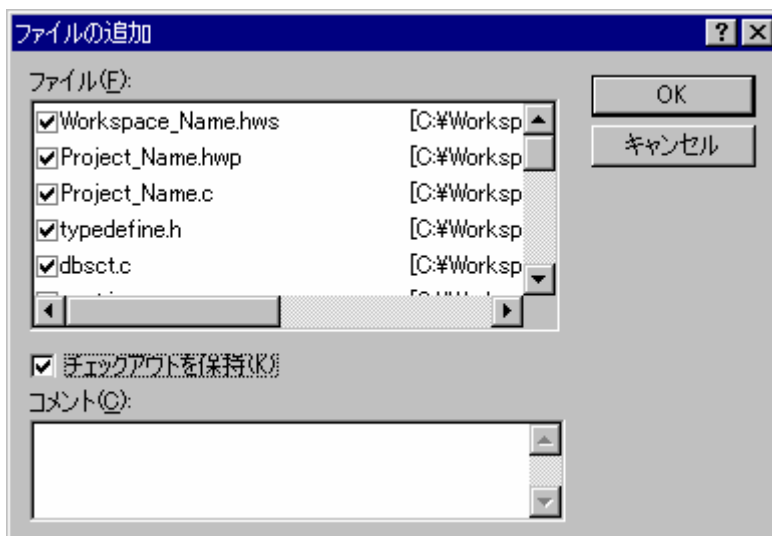 ファイルの追加
ファイル(F):
Workspace_Name.hws [C:¥Worksp
Project_Name.hwp [C:¥Worksp
Project_Name.c [C:¥Worksp
typedefine.h [C:¥Worksp
dbsct.c [C:¥Worksp
OK
キャンセル
チェックアウトを保持(K)
コメント(C):